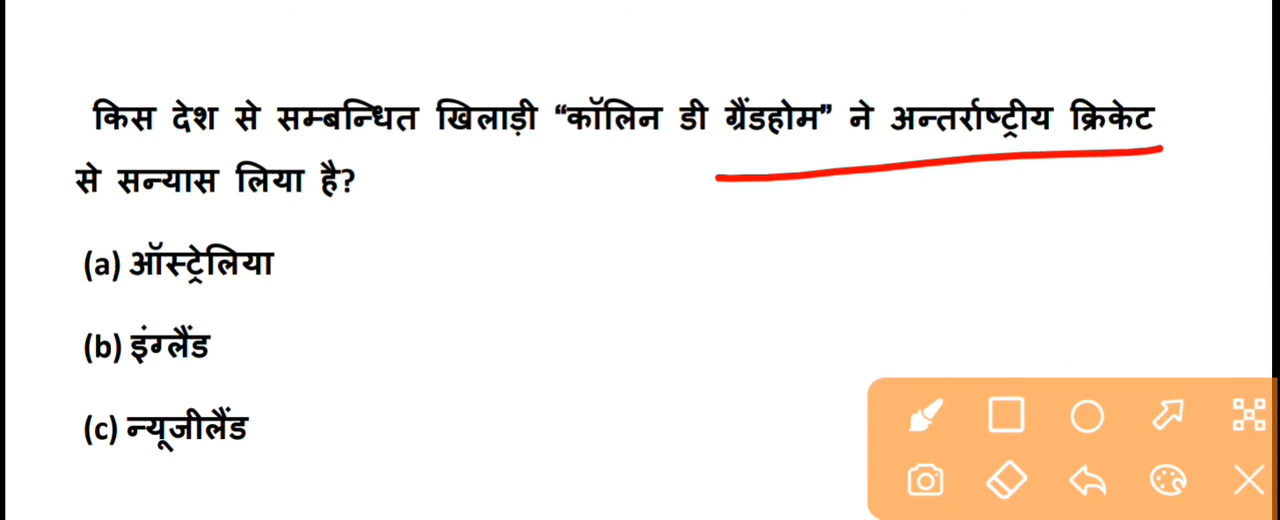 किस देश से सम्बन्धित खिलाड़ी “कॉलिन डी ग्रैंडहोम” ने अन्तर्राष्ट्रीय क्रिकेट
से सन्यास लिया है?
(a) ऑस्ट्रेलिया
(b) इंग्लैंड
(c) न्यूजीलैंड